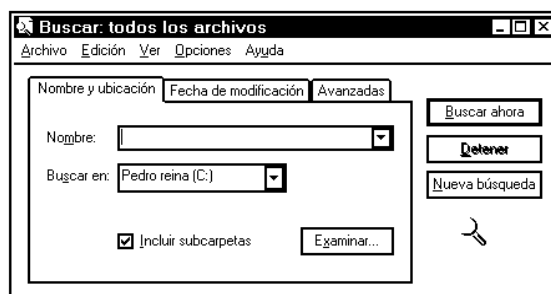 Buscar: todos los archivos
Archivo Edición Ver Opciones Ayuda
Nombre y ubicación Fecha de modificación Avanzadas
Buscar ahora
Nombre:
Detener
Buscar en: Pedro reina (C:)
Nueva búsqueda
Incluir subcarpetas Examinar...